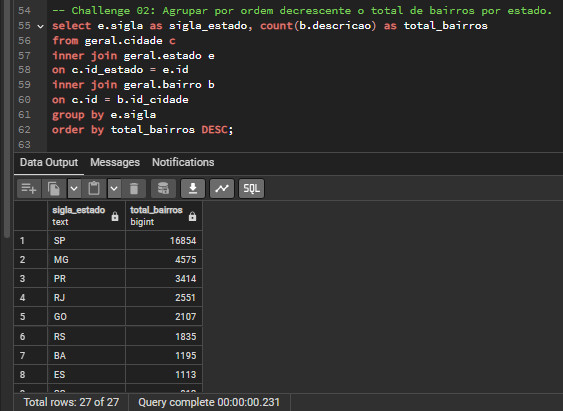 54 -- Challenge 02: Agrupar por ordem decrescente o total de bairros por estado.
55 select e.sigla as sigla_estado, count(b.descricao) as total_bairros
56 from geral.cidade c
57 inner join geral.estado e
58 on c.id_estado = e.id
59 inner join geral.bairro b
60 on c.id = b.id_cidade
61 group by e.sigla
62 order by total_bairros DESC;
63
Data Output Messages Notifications
SQL
sigla_estado total_bairros
text bigint
1 SP 16854
2 MG 4575
3 PR 3414
4 RJ 2551
5 GO 2107
6 RS 1835
7 BA 1195
8 ES 1113
Total rows: 27 of 27 Query complete 00:00:00.231